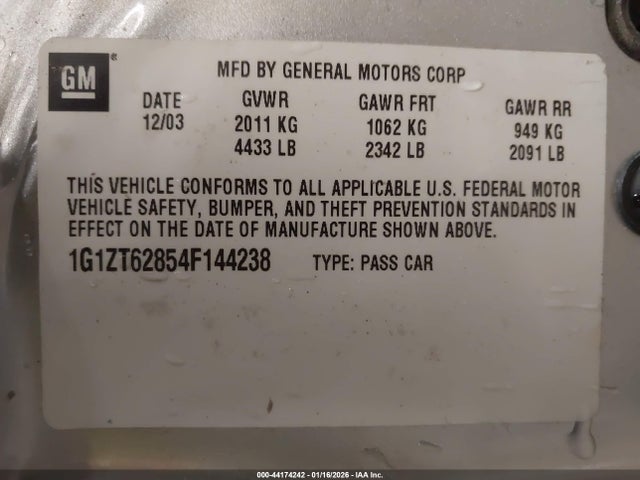 GM
MFD BY GENERAL MOTORS CORP
DATE GVWR GAWR FRT GAWR RR
12/03 2011 KG 1062 KG 949 KG
4433 LB 2342 LB 2091 LB
THIS VEHICLE CONFORMS TO ALL APPLICABLE U.S. FEDERAL MOTOR
VEHICLE SAFETY, BUMPER, AND THEFT PREVENTION STANDARDS IN
EFFECT ON THE DATE OF MANUFACTURE SHOWN ABOVE.
1G1ZT62854F144238 TYPE: PASS CAR
000-44174242 - 01/16/2026 - IAA Inc.